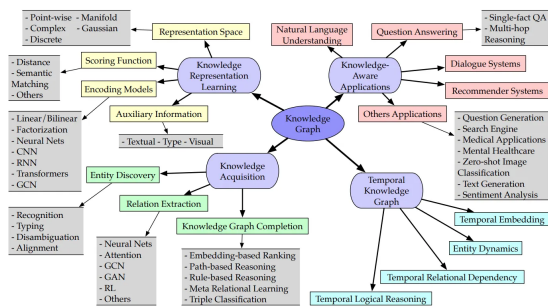 - Point-wise - Manifold
- Complex - Gaussian
- Discrete
Representation Space
Natural Language
Understanding
Question Answering
- Single-fact QA
- Multi-hop
Reasoning
- Distance
- Semantic
Matching
- Others
Scoring Function
Encoding Models
Knowledge
Representation
Learning
Knowledge-
Aware
Applications
Dialogue Systems
Recommender Systems
- Linear/Bilinear
- Factorization
- Neural Nets
- CNN
- RNN
- Transformers
- GCN
Auxiliary Information
- Textual - Type - Visual
Knowledge
Graph
Others Applications
- Question Generation
- Search Engine
- Medical Applications
- Mental Healthcare
- Zero-shot Image
Classification
- Text Generation
- Sentiment Analysis
Entity Discovery
Knowledge
Acquisition
Relation Extraction
Temporal
Knowledge
Graph
- Recognition
- Typing
- Disambiguation
- Alignment
Knowledge Graph Completion
Temporal Embedding
- Neural Nets
- Attention
- GCN
- GAN
- RL
- Others
- Embedding-based Ranking
- Path-based Reasoning
- Rule-based Reasoning
- Meta Relational Learning
- Triple Classification
Entity Dynamics
Temporal Relational Dependency
Temporal Logical Reasoning